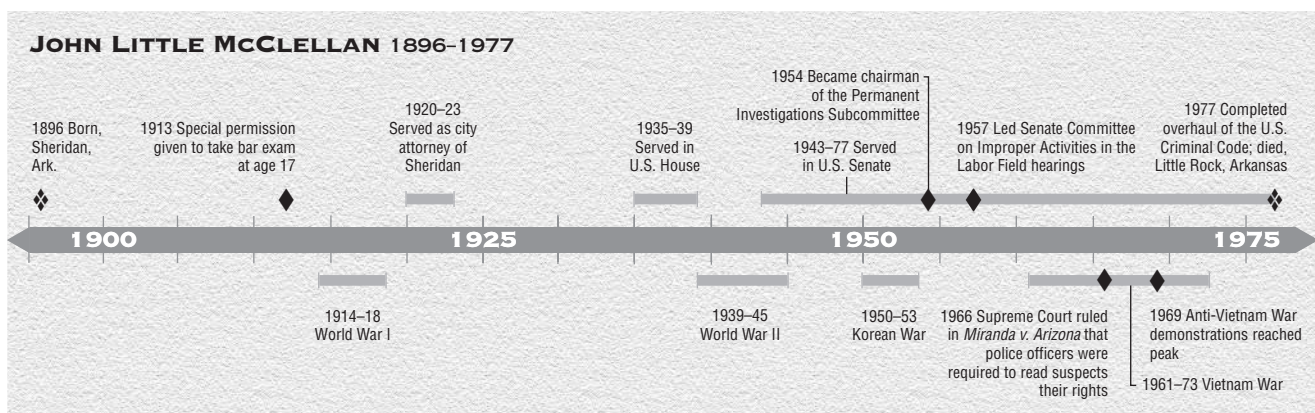 JOHN LITTLE MCCLELLAN 1896–1977
1896 Born,
Sheridan,
Ark.
1913 Special permission
given to take bar exam
at age 17
1920–23
Served as city
attorney of
Sheridan
1935–39
Served in
U.S. House
1943–77 Served
in U.S. Senate
1954 Became chairman
of the Permanent
Investigations Subcommittee
1957 Led Senate Committee
on Improper Activities in the
Labor Field hearings
1977 Completed
overhaul of the U.S.
Criminal Code; died,
Little Rock, Arkansas
1900
1925
1950
1975
1914–18
World War I
1939–45
World War II
1950–53
Korean War
1966 Supreme Court ruled
in Miranda v. Arizona that
police officers were
required to read suspects
their rights
1969 Anti-Vietnam War
demonstrations reached
peak
1961–73 Vietnam War